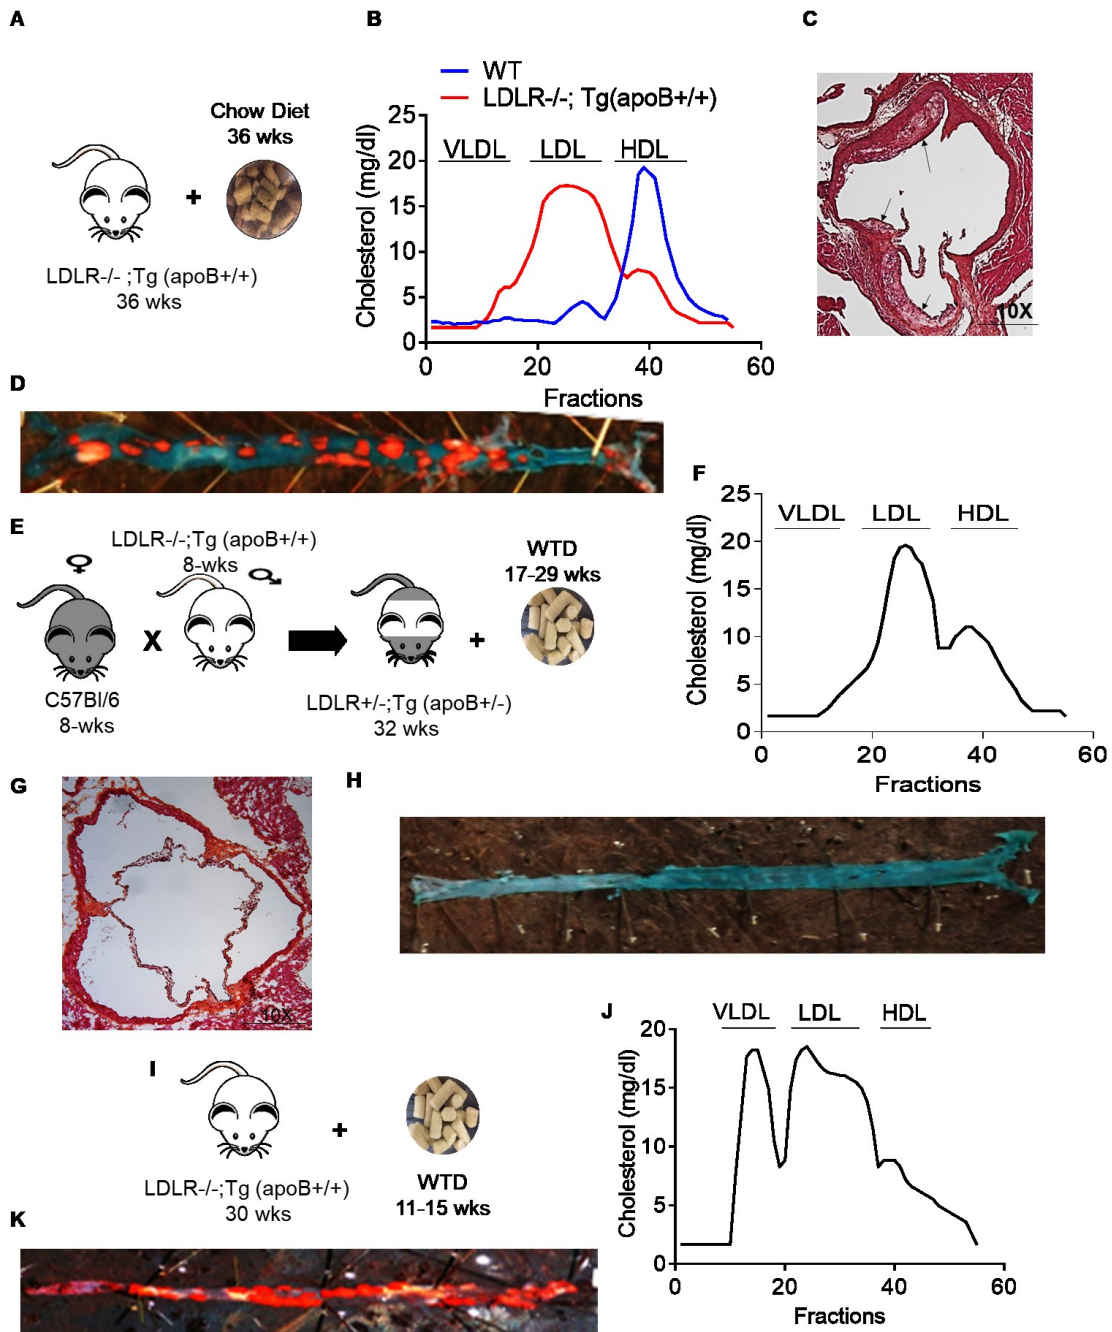 A
Chow Diet
36 wks
+
LDLR-/- ;Tg (apoB+/+)
36 wks
B
WT
LDLR-/-; Tg(apoB+/+)
VLDL LDL HDL
Cholesterol (mg/dl)
25
20
15
10
5
0
0 20 40 60
Fractions
C
10X
D
E
♀
LDLR-/-;Tg (apoB+/+)
8-wks
♂
X
C57Bl/6
8-wks
LDLR+/-;Tg (apoB+/-)
32 wks
+
WTD
17-29 wks
F
VLDL LDL HDL
Cholesterol (mg/dl)
25
20
15
10
5
0
0 20 40 60
Fractions
G
10X
H
I
LDLR-/-;Tg (apoB+/+)
30 wks
+
WTD
11-15 wks
J
VLDL LDL HDL
Cholesterol (mg/dl)
20
15
10
5
0
0 20 40 60
Fractions
K